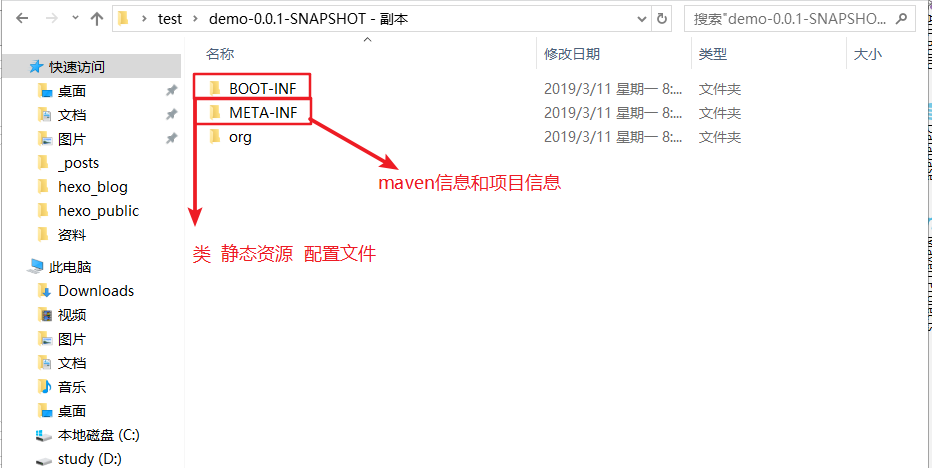 test
demo-0.0.1-SNAPSHOT - 副本
搜索"demo-0.0.1-SNAPSHO...
名称
修改日期
类型
大小
快速访问
桌面
文档
图片
_posts
hexo_blog
hexo_public
资料
此电脑
Downloads
视频
图片
文档
音乐
桌面
本地磁盘 (C:)
study (D:)
BOOT-INF
2019/3/11 星期一 8:...
文件夹
META-INF
2019/3/11 星期一 8:...
文件夹
org
2019/3/11 星期一 8:...
文件夹
maven信息和项目信息
类 静态资源 配置文件